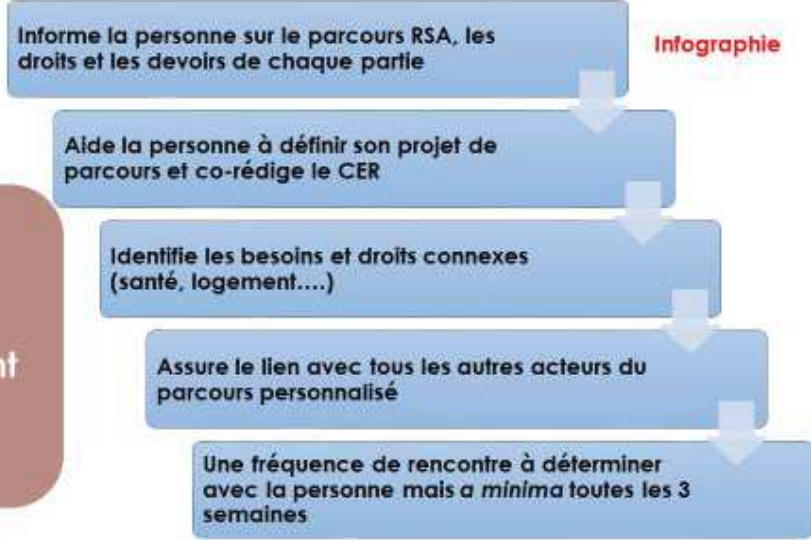 Informe la personne sur le parcours RSA, les
droits et les devoirs de chaque partie
Infographie
Aide la personne à définir son projet de
parcours et co-rédige le CER
Identifie les besoins et droits connexes
(santé, logement....)
Assure le lien avec tous les autres acteurs du
parcours personnalisé
Une fréquence de rencontre à déterminer
avec la personne mais a minima toutes les 3
semaines